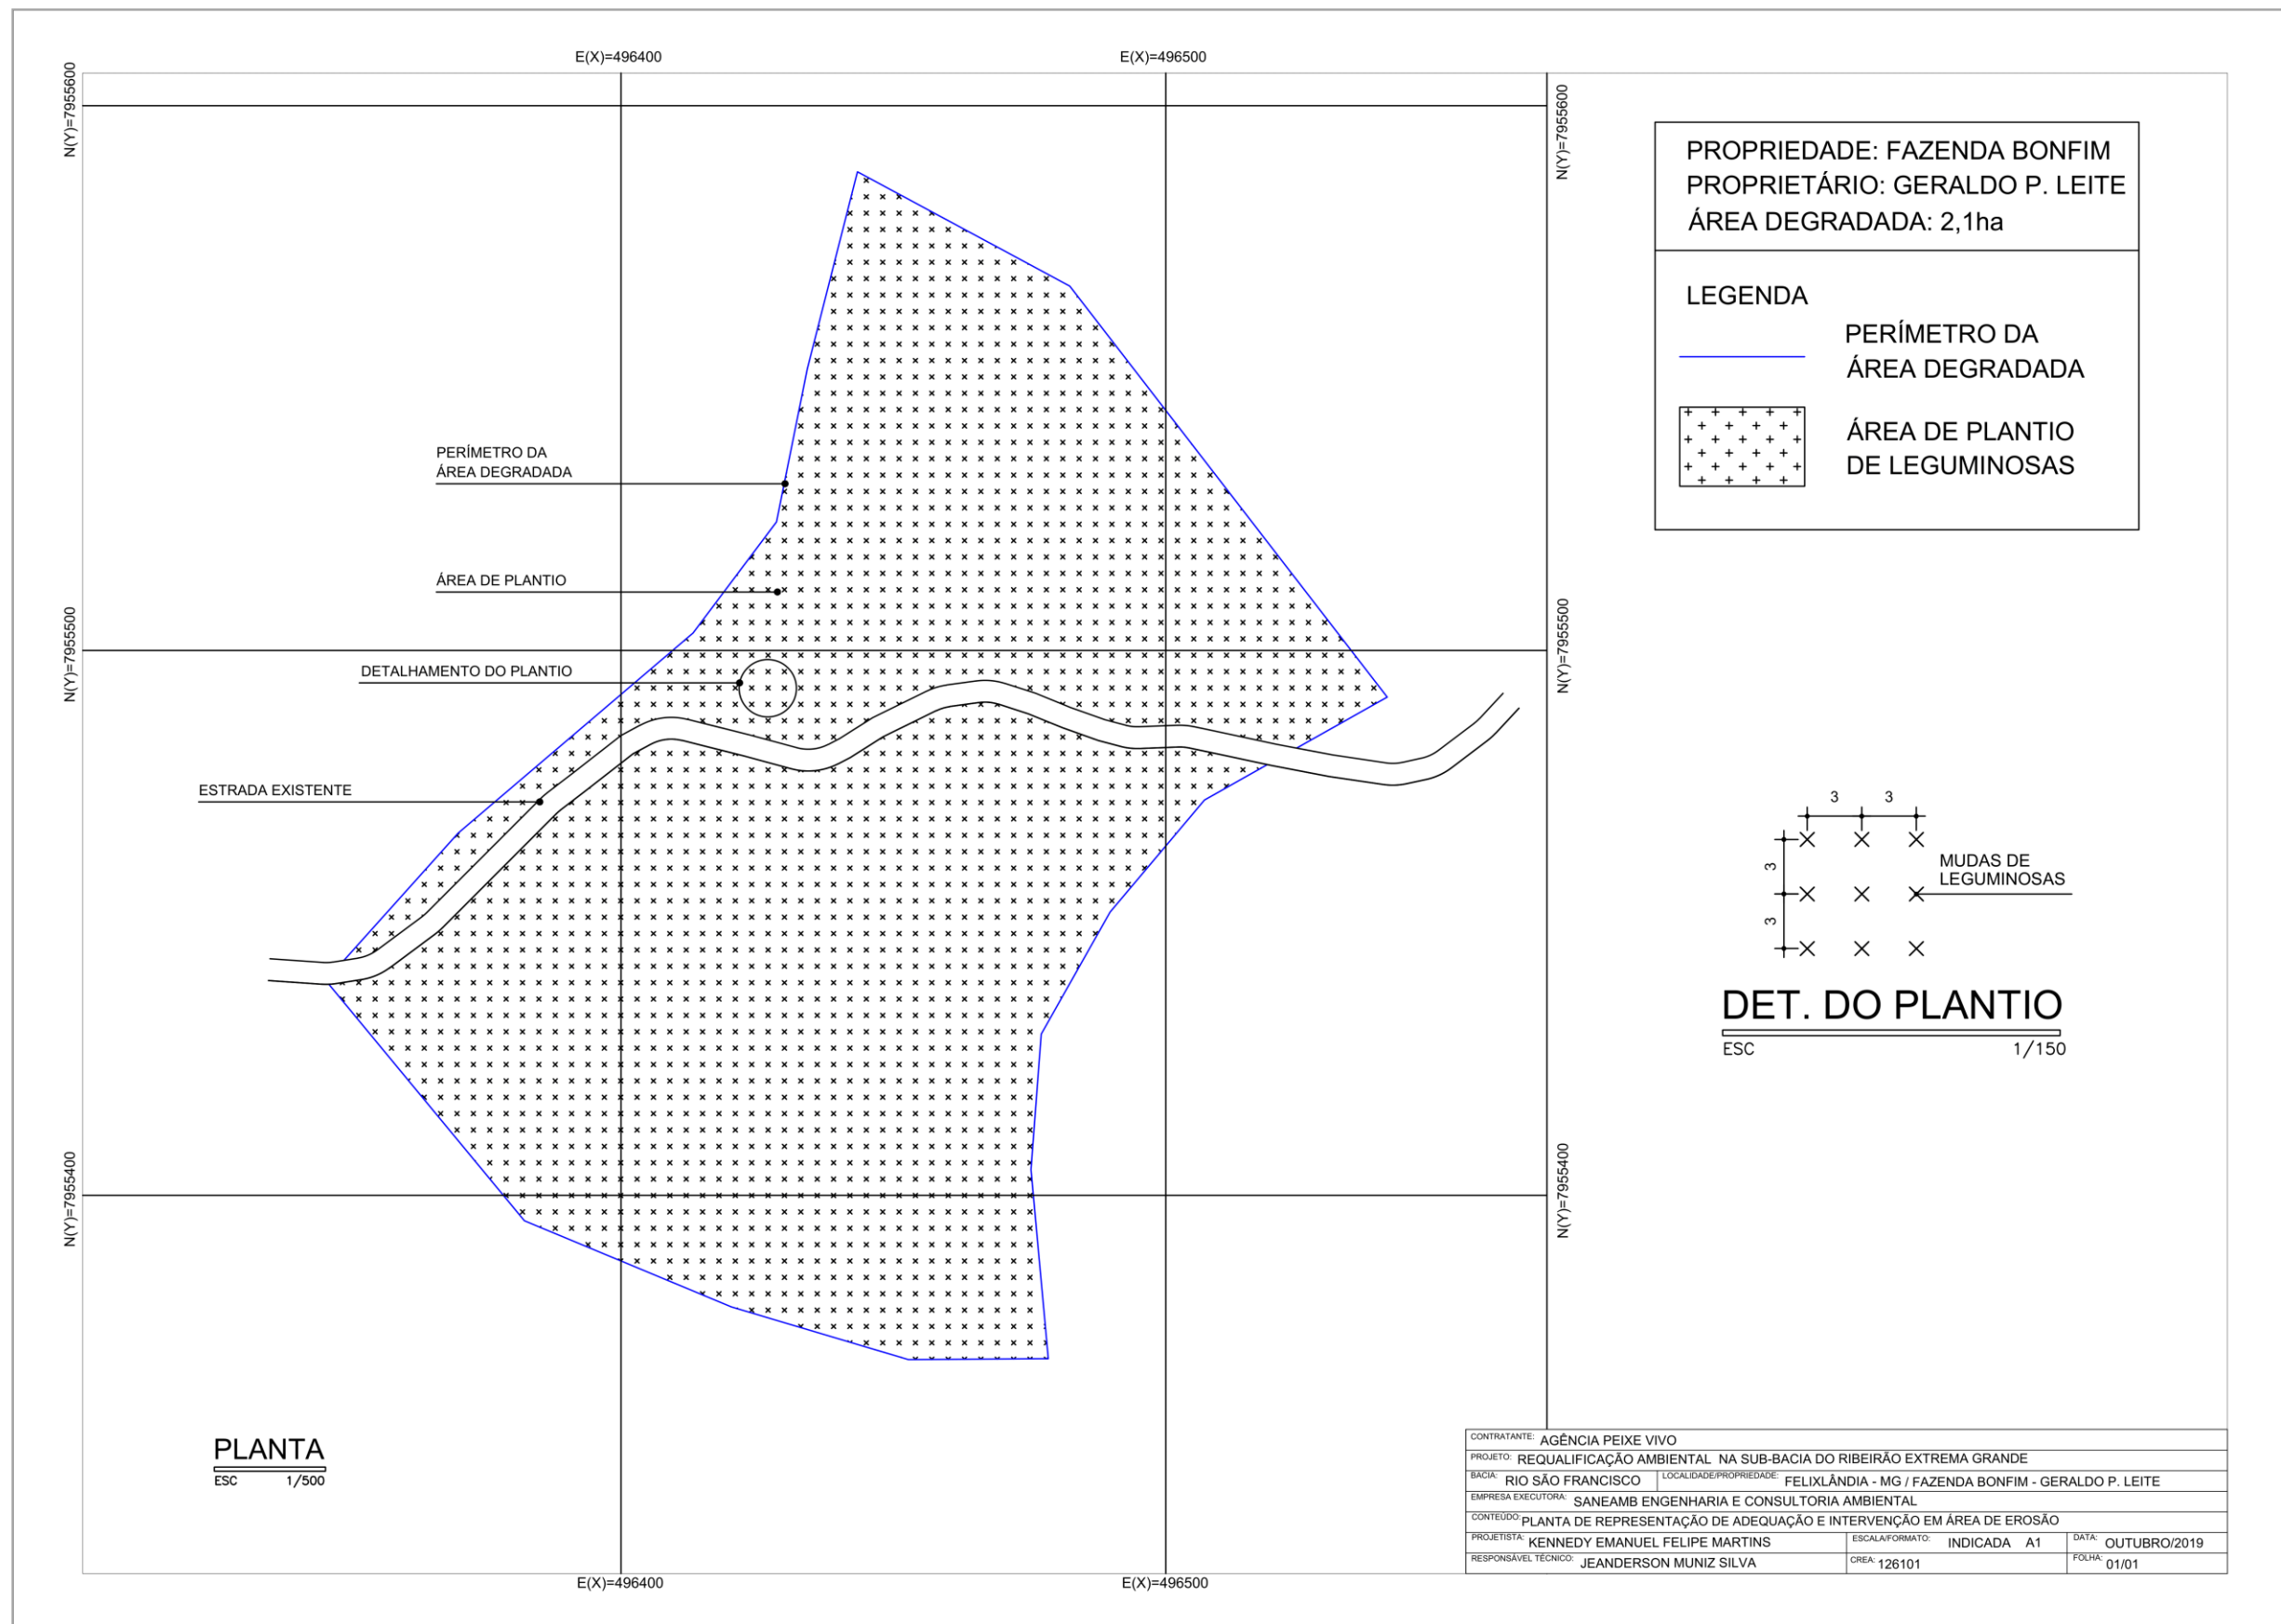 E(X)=496400
E(X)=496500
N(Y)=7955600
N(Y)=7955600
PROPRIEDADE: FAZENDA BONFIM
PROPRIETÁRIO: GERALDO P. LEITE
ÁREA DEGRADADA: 2,1ha
LEGENDA
PERÍMETRO DA
ÁREA DEGRADADA
ÁREA DE PLANTIO
DE LEGUMINOSAS
PERÍMETRO DA
ÁREA DEGRADADA
ÁREA DE PLANTIO
N(Y)=7955500
N(Y)=7955500
DETALHAMENTO DO PLANTIO
ESTRADA EXISTENTE
3
3
3
3
MUDAS DE
LEGUMINOSAS
DET. DO PLANTIO
ESC 1/150
N(Y)=7955400
N(Y)=7955400
PLANTA
ESC 1/500
CONTRATANTE: AGÊNCIA PEIXE VIVO
PROJETO: REQUALIFICAÇÃO AMBIENTAL NA SUB-BACIA DO RIBEIRÃO EXTREMA GRANDE
BACIA: RIO SÃO FRANCISCO LOCALIDADE/PROPRIEDADE: FELIXLÂNDIA - MG / FAZENDA BONFIM - GERALDO P. LEITE
EMPRESA EXECUTORA: SANEAMB ENGENHARIA E CONSULTORIA AMBIENTAL
CONTEÚDO: PLANTA DE REPRESENTAÇÃO DE ADEQUAÇÃO E INTERVENÇÃO EM ÁREA DE EROSÃO
PROJETISTA: KENNEDY EMANUEL FELIPE MARTINS ESCALA/FORMATO: INDICADA A1 DATA: OUTUBRO/2019
RESPONSÁVEL TÉCNICO: JEANDERSON MUNIZ SILVA CREA: 126101 FOLHA: 01/01
E(X)=496400
E(X)=496500